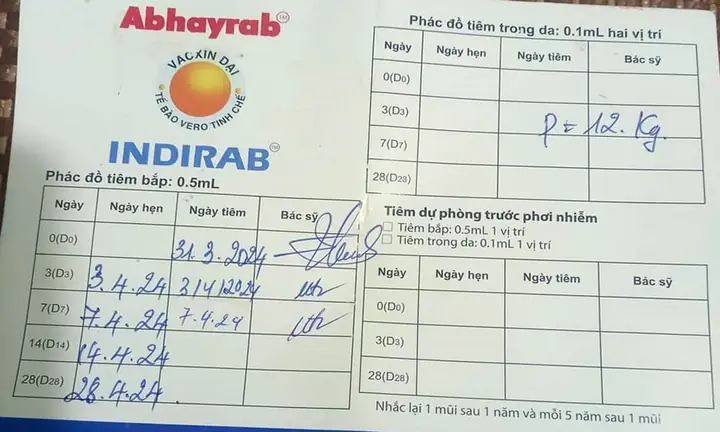 Abhayrab TM
VẮC XIN DẠI
TẾ BÀO VERO TINH CHẾ
INDIRAB TM
Phác đồ tiêm bắp: 0.5mL
Ngày Ngày hẹn Ngày tiêm Bác sỹ
0(D0) 31.3.2024
3(D3) 3.4.24 3/4/2024
7(D7) 7.4.24 7.4.24
14(D14) 14.4.24
28(D28) 28.4.24
Phác đồ tiêm trong da: 0.1mL hai vị trí
Ngày Ngày hẹn Ngày tiêm Bác sỹ
0(D0)
3(D3)
P = 12. Kg.
7(D7)
28(D28)
Tiêm dự phòng trước phơi nhiễm
Tiêm bắp: 0.5mL 1 vị trí
Tiêm trong da: 0.1mL 1 vị trí
Ngày Ngày hẹn Ngày tiêm Bác sỹ
0(D0)
3(D3)
28(D28)
Nhắc lại 1 mũi sau 1 năm và mỗi 5 năm sau 1 mũi